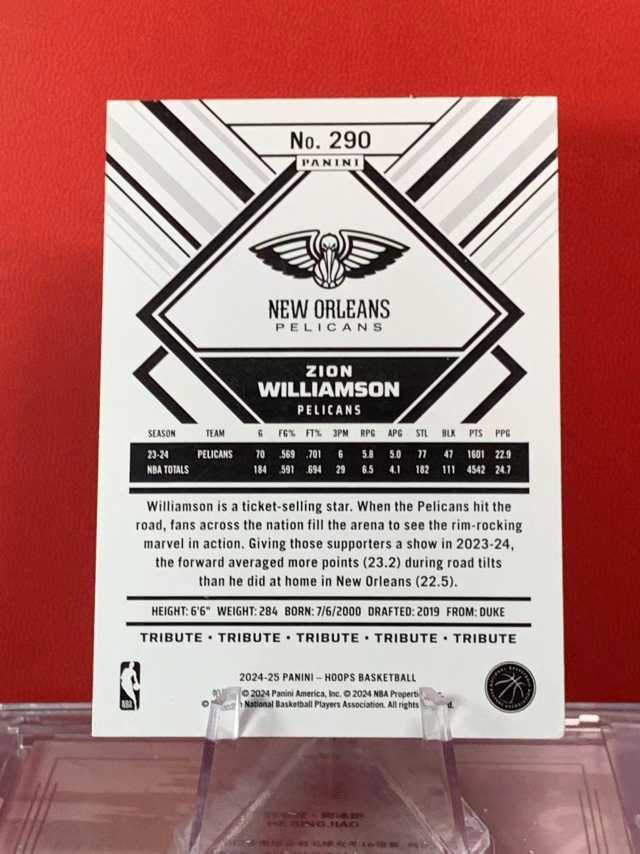 No. 290
PANINI
NEW ORLEANS
PELICANS
ZION
WILLIAMSON
PELICANS
SEASON TEAM G FG% FT% 3PM RPG APG STL BLK PTS PPG
23-24 PELICANS 70 .569 .701 6 5.8 5.0 77 47 1601 22.9
NBA TOTALS 184 .591 .694 29 6.5 4.1 182 111 4542 24.7
Williamson is a ticket-selling star. When the Pelicans hit the
road, fans across the nation fill the arena to see the rim-rocking
marvel in action. Giving those supporters a show in 2023-24,
the forward averaged more points (23.2) during road tilts
than he did at home in New Orleans (22.5).
HEIGHT: 6'6" WEIGHT: 284 BORN: 7/6/2000 DRAFTED: 2019 FROM: DUKE
TRIBUTE • TRIBUTE • TRIBUTE • TRIBUTE • TRIBUTE
2024-25 PANINI – HOOPS BASKETBALL
© 2024 Panini America, Inc. © 2024 NBA Properti
National Basketball Players Association. All rights
NBA